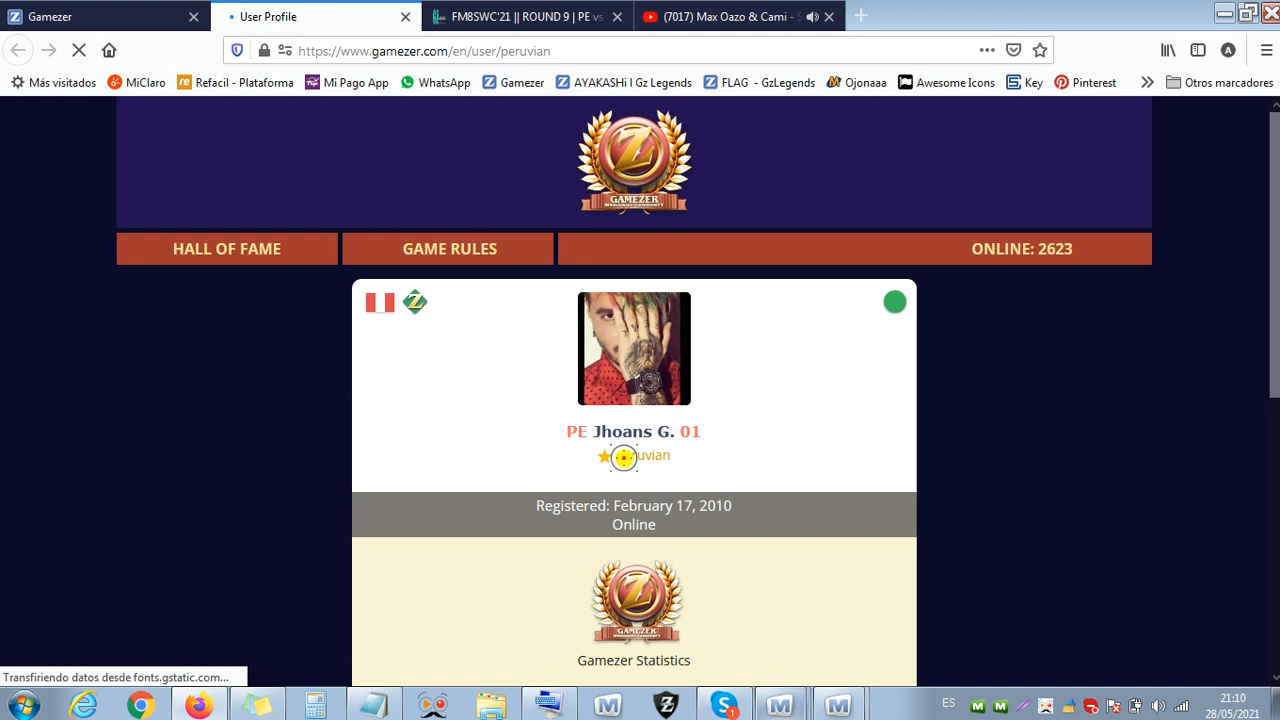 Gamezer
User Profile
FM8SWC'21 || ROUND 9 | PE vs
(7017) Max Oazo & Cami - S
https://www.gamezer.com/en/user/peruvian
Más visitados
MiClaro
Refacil - Plataforma
Mi Pago App
WhatsApp
Gamezer
AYAKASHi l Gz Legends
FLAG - GzLegends
Ojonaaa
Awesome Icons
Key
Pinterest
Otros marcadores
GAMEZER
HALL OF FAME
GAME RULES
ONLINE: 2623
PE Jhoans G. 01
uvian
Registered: February 17, 2010
Online
GAMEZER
Gamezer Statistics
Transfiriendo datos desde fonts.gstatic.com...
ES
21:10
28/05/2021